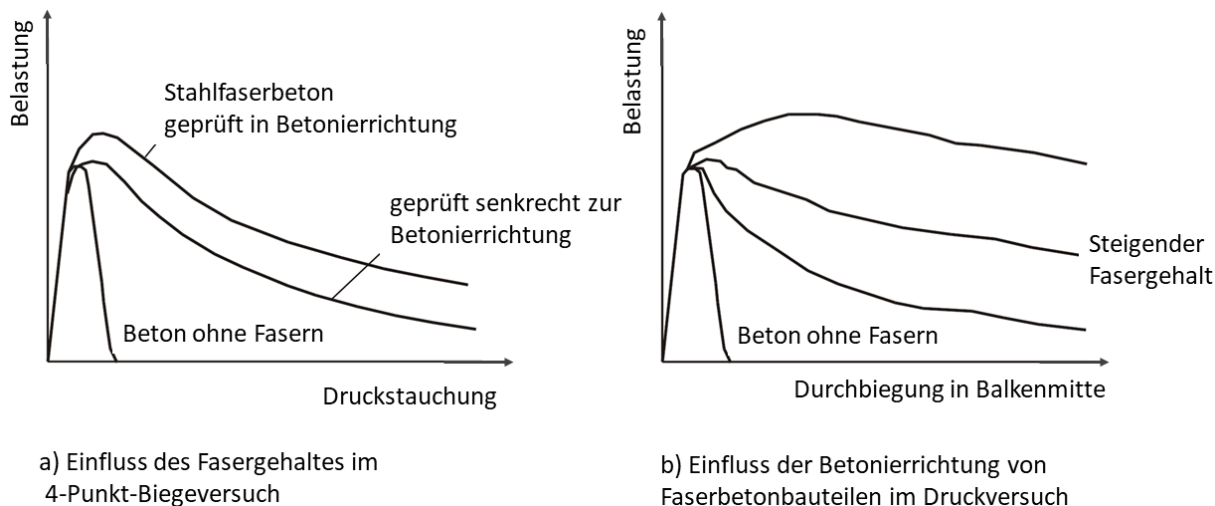 Belastung
Stahlfaserbeton
geprüft in Betonierrichtung
geprüft senkrecht zur
Betonierrichtung
Beton ohne Fasern
Druckstauchung
a) Einfluss des Fasergehaltes im
4-Punkt-Biegeversuch
Belastung
Steigender
Fasergehalt
Beton ohne Fasern
Durchbiegung in Balkenmitte
b) Einfluss der Betonierrichtung von
Faserbetonbauteilen im Druckversuch